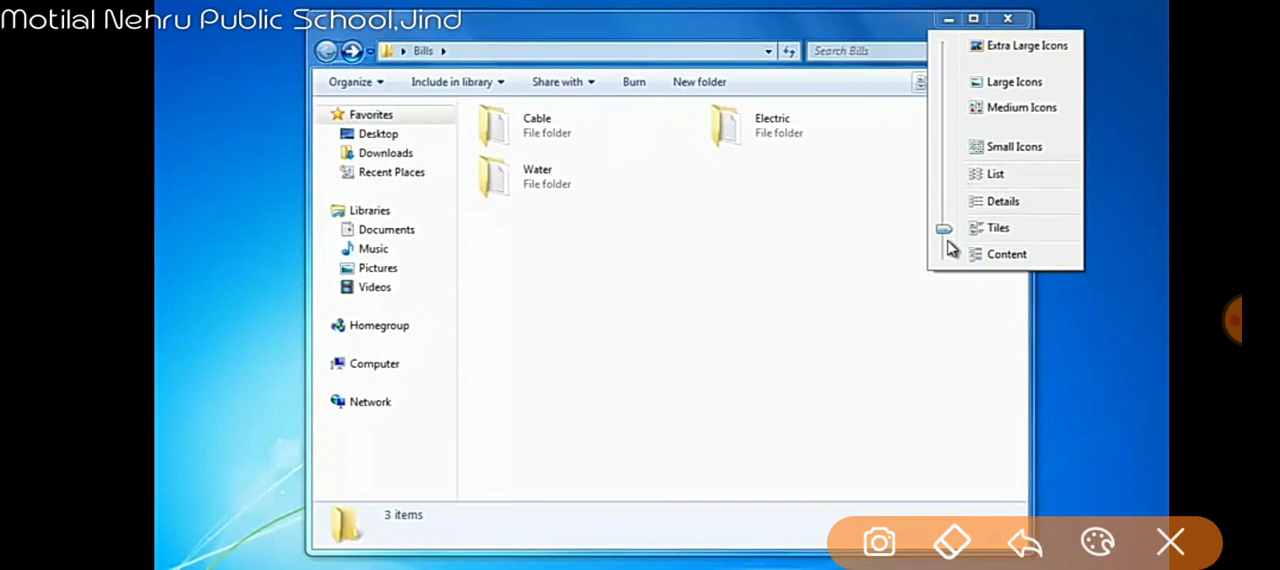 Motilal Nehru Public School,Jind
Bills
Search Bills
Organize Include in library Share with Burn New folder
Favorites
Desktop
Downloads
Recent Places
Libraries
Documents
Music
Pictures
Videos
Homegroup
Computer
Network
Cable
File folder
Electric
File folder
Water
File folder
Extra Large Icons
Large Icons
Medium Icons
Small Icons
List
Details
Tiles
Content
3 items